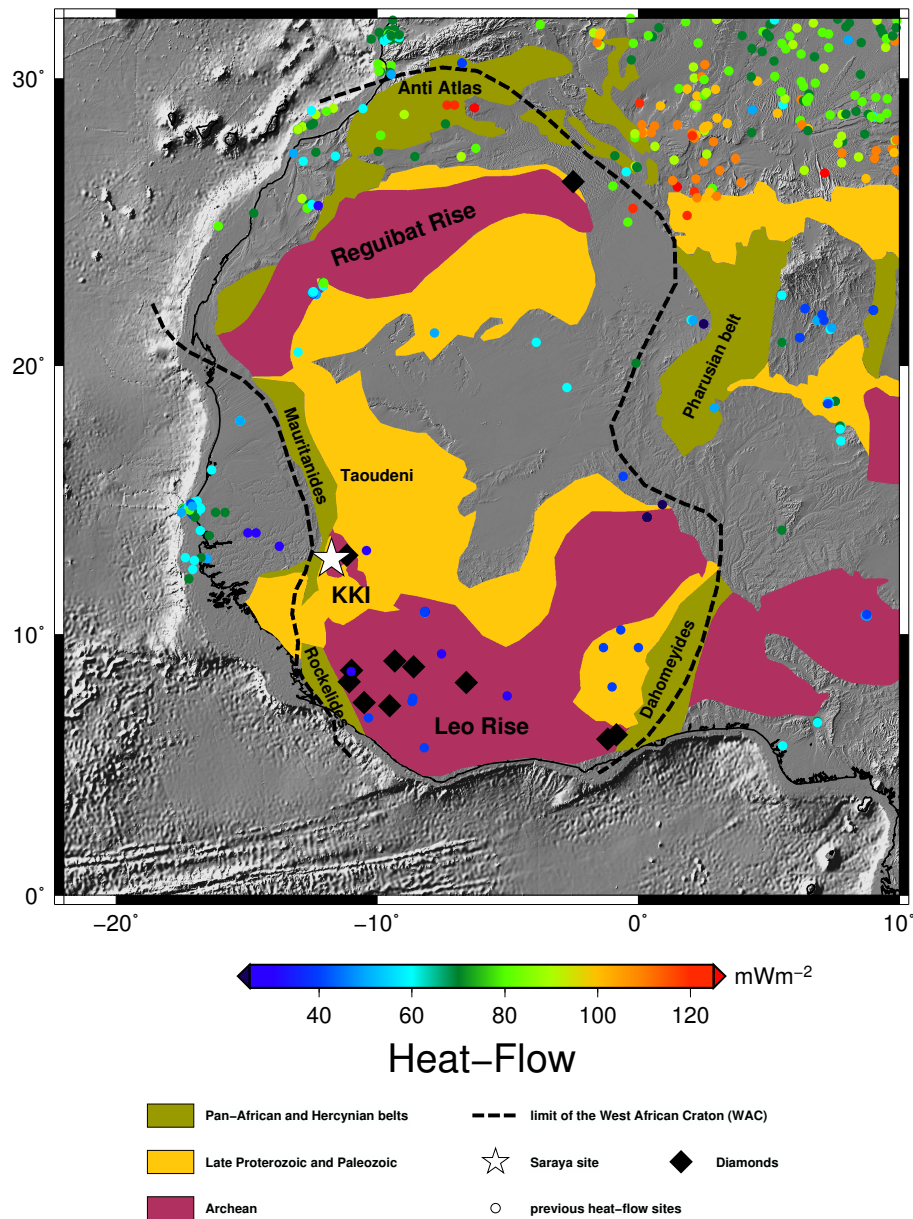 30°
Anti Atlas
Reguibat Rise
20°
Pharusian belt
Mauritanides
Taoudeni
KKI
10°
Rockelides
Dahomeyides
Leo Rise
0°
−20° −10° 0° 10°
mWm−2
40 60 80 100 120
Heat−Flow
Pan−African and Hercynian belts
limit of the West African Craton (WAC)
Late Proterozoic and Paleozoic
Saraya site
Diamonds
Archean
previous heat−flow sites